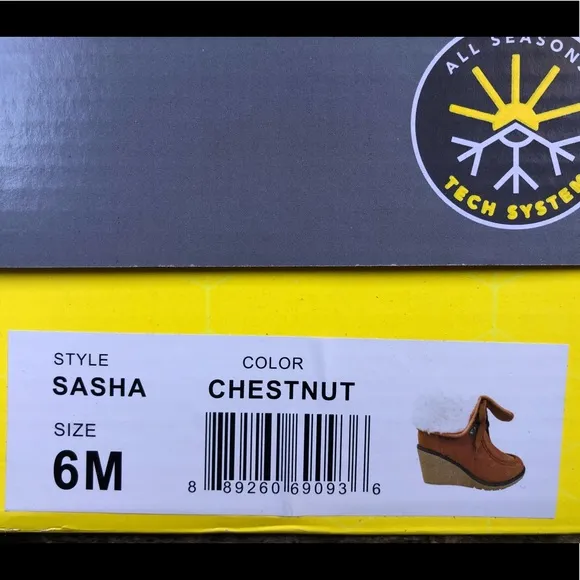 ALL SEASONS
TECH SYSTEM
STYLE
SASHA
COLOR
CHESTNUT
SIZE
6M
8 89260 69093 6